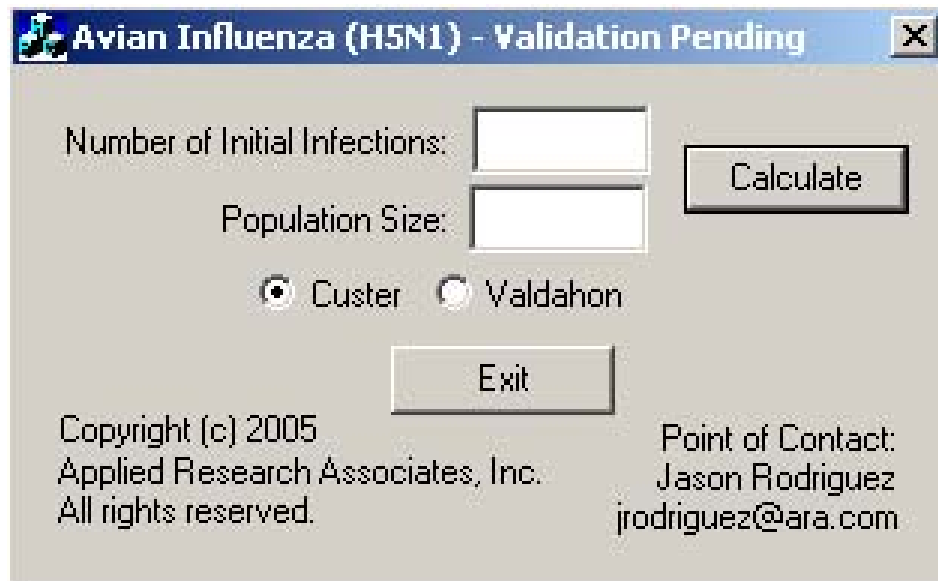 Avian Influenza (H5N1) - Validation Pending
Number of Initial Infections:
Calculate
Population Size:
Custer Valdahon
Exit
Copyright (c) 2005
Applied Research Associates, Inc.
All rights reserved.
Point of Contact:
Jason Rodriguez
jrodriguez@ara.com